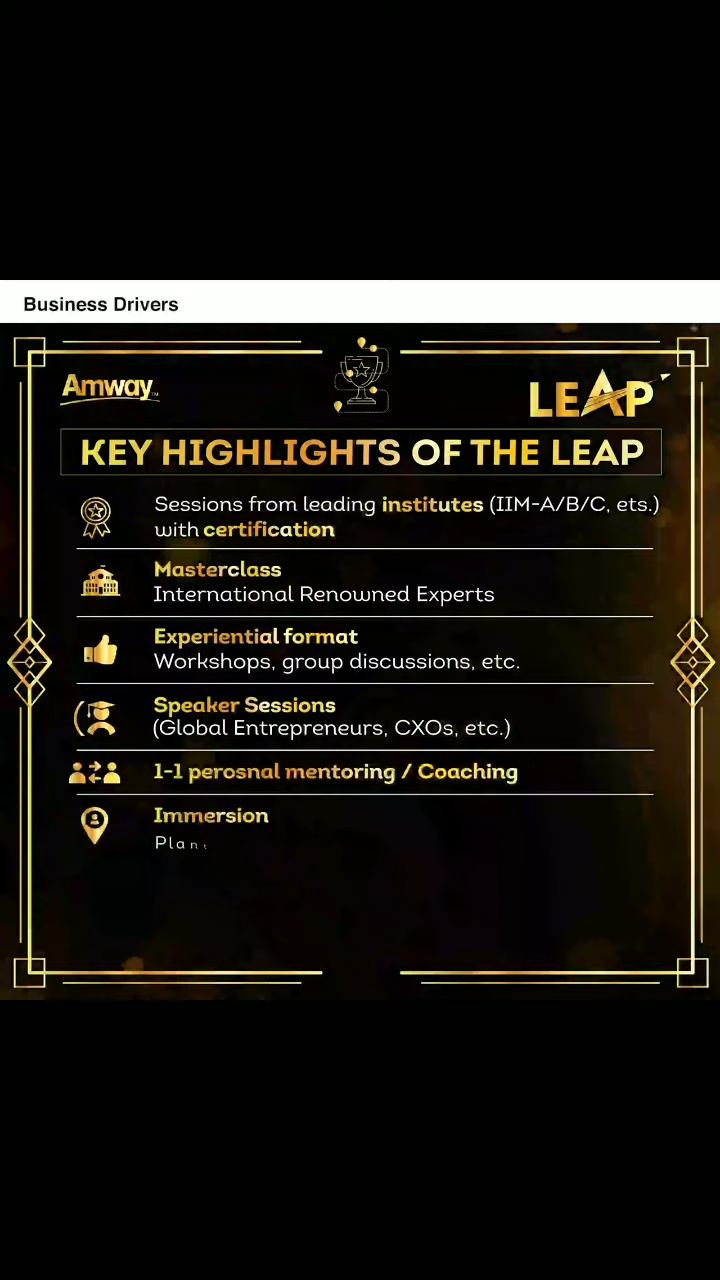 Business Drivers
Amway
LEAP
KEY HIGHLIGHTS OF THE LEAP
Sessions from leading institutes (IIM-A/B/C, ets.)
with certification
Masterclass
International Renowned Experts
Experiential format
Workshops, group discussions, etc.
Speaker Sessions
(Global Entrepreneurs, CXOs, etc.)
1-1 perosnal mentoring / Coaching
Immersion
Plant